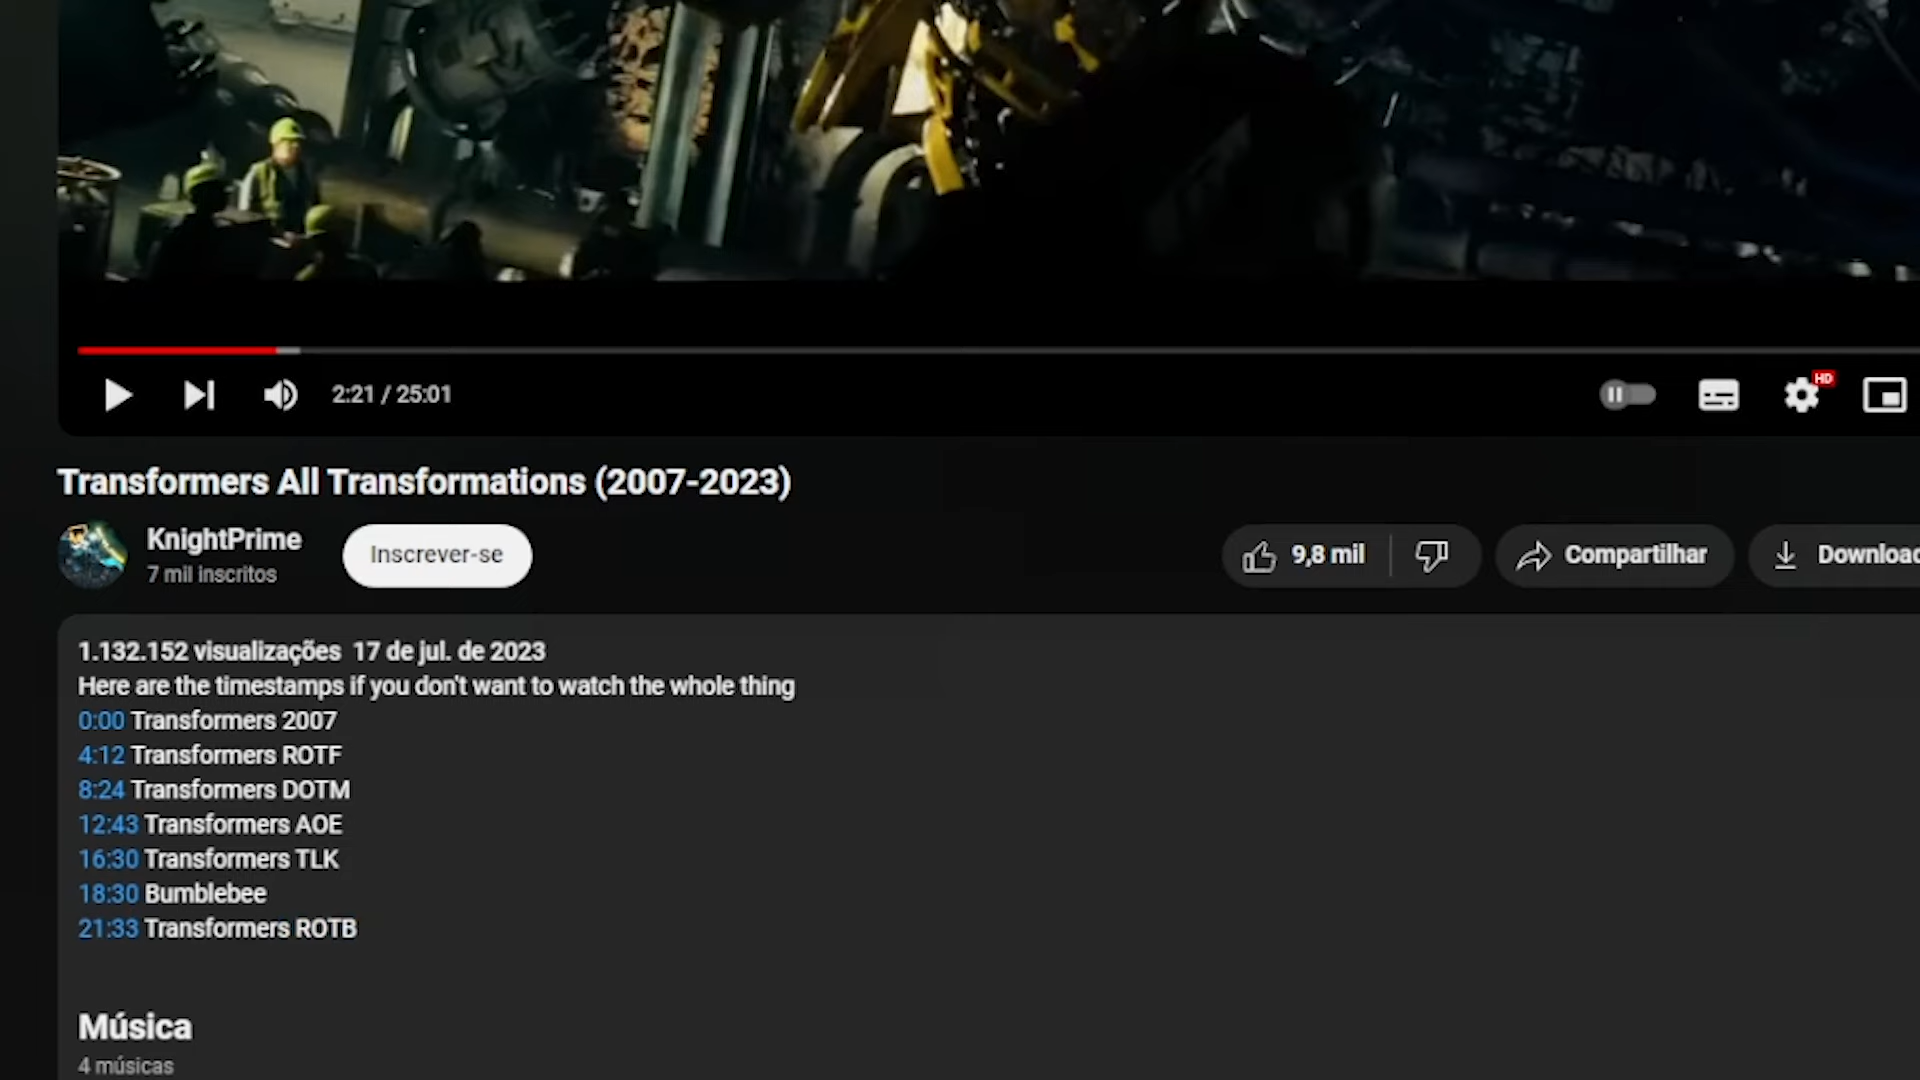 2:21 / 25:01
HD
Transformers All Transformations (2007-2023)
KnightPrime
7 mil inscritos
Inscrever-se
9,8 mil
Compartilhar
Download
1.132.152 visualizações 17 de jul. de 2023
Here are the timestamps if you don't want to watch the whole thing
0:00 Transformers 2007
4:12 Transformers ROTF
8:24 Transformers DOTM
12:43 Transformers AOE
16:30 Transformers TLK
18:30 Bumblebee
21:33 Transformers ROTB
Música
4 músicas